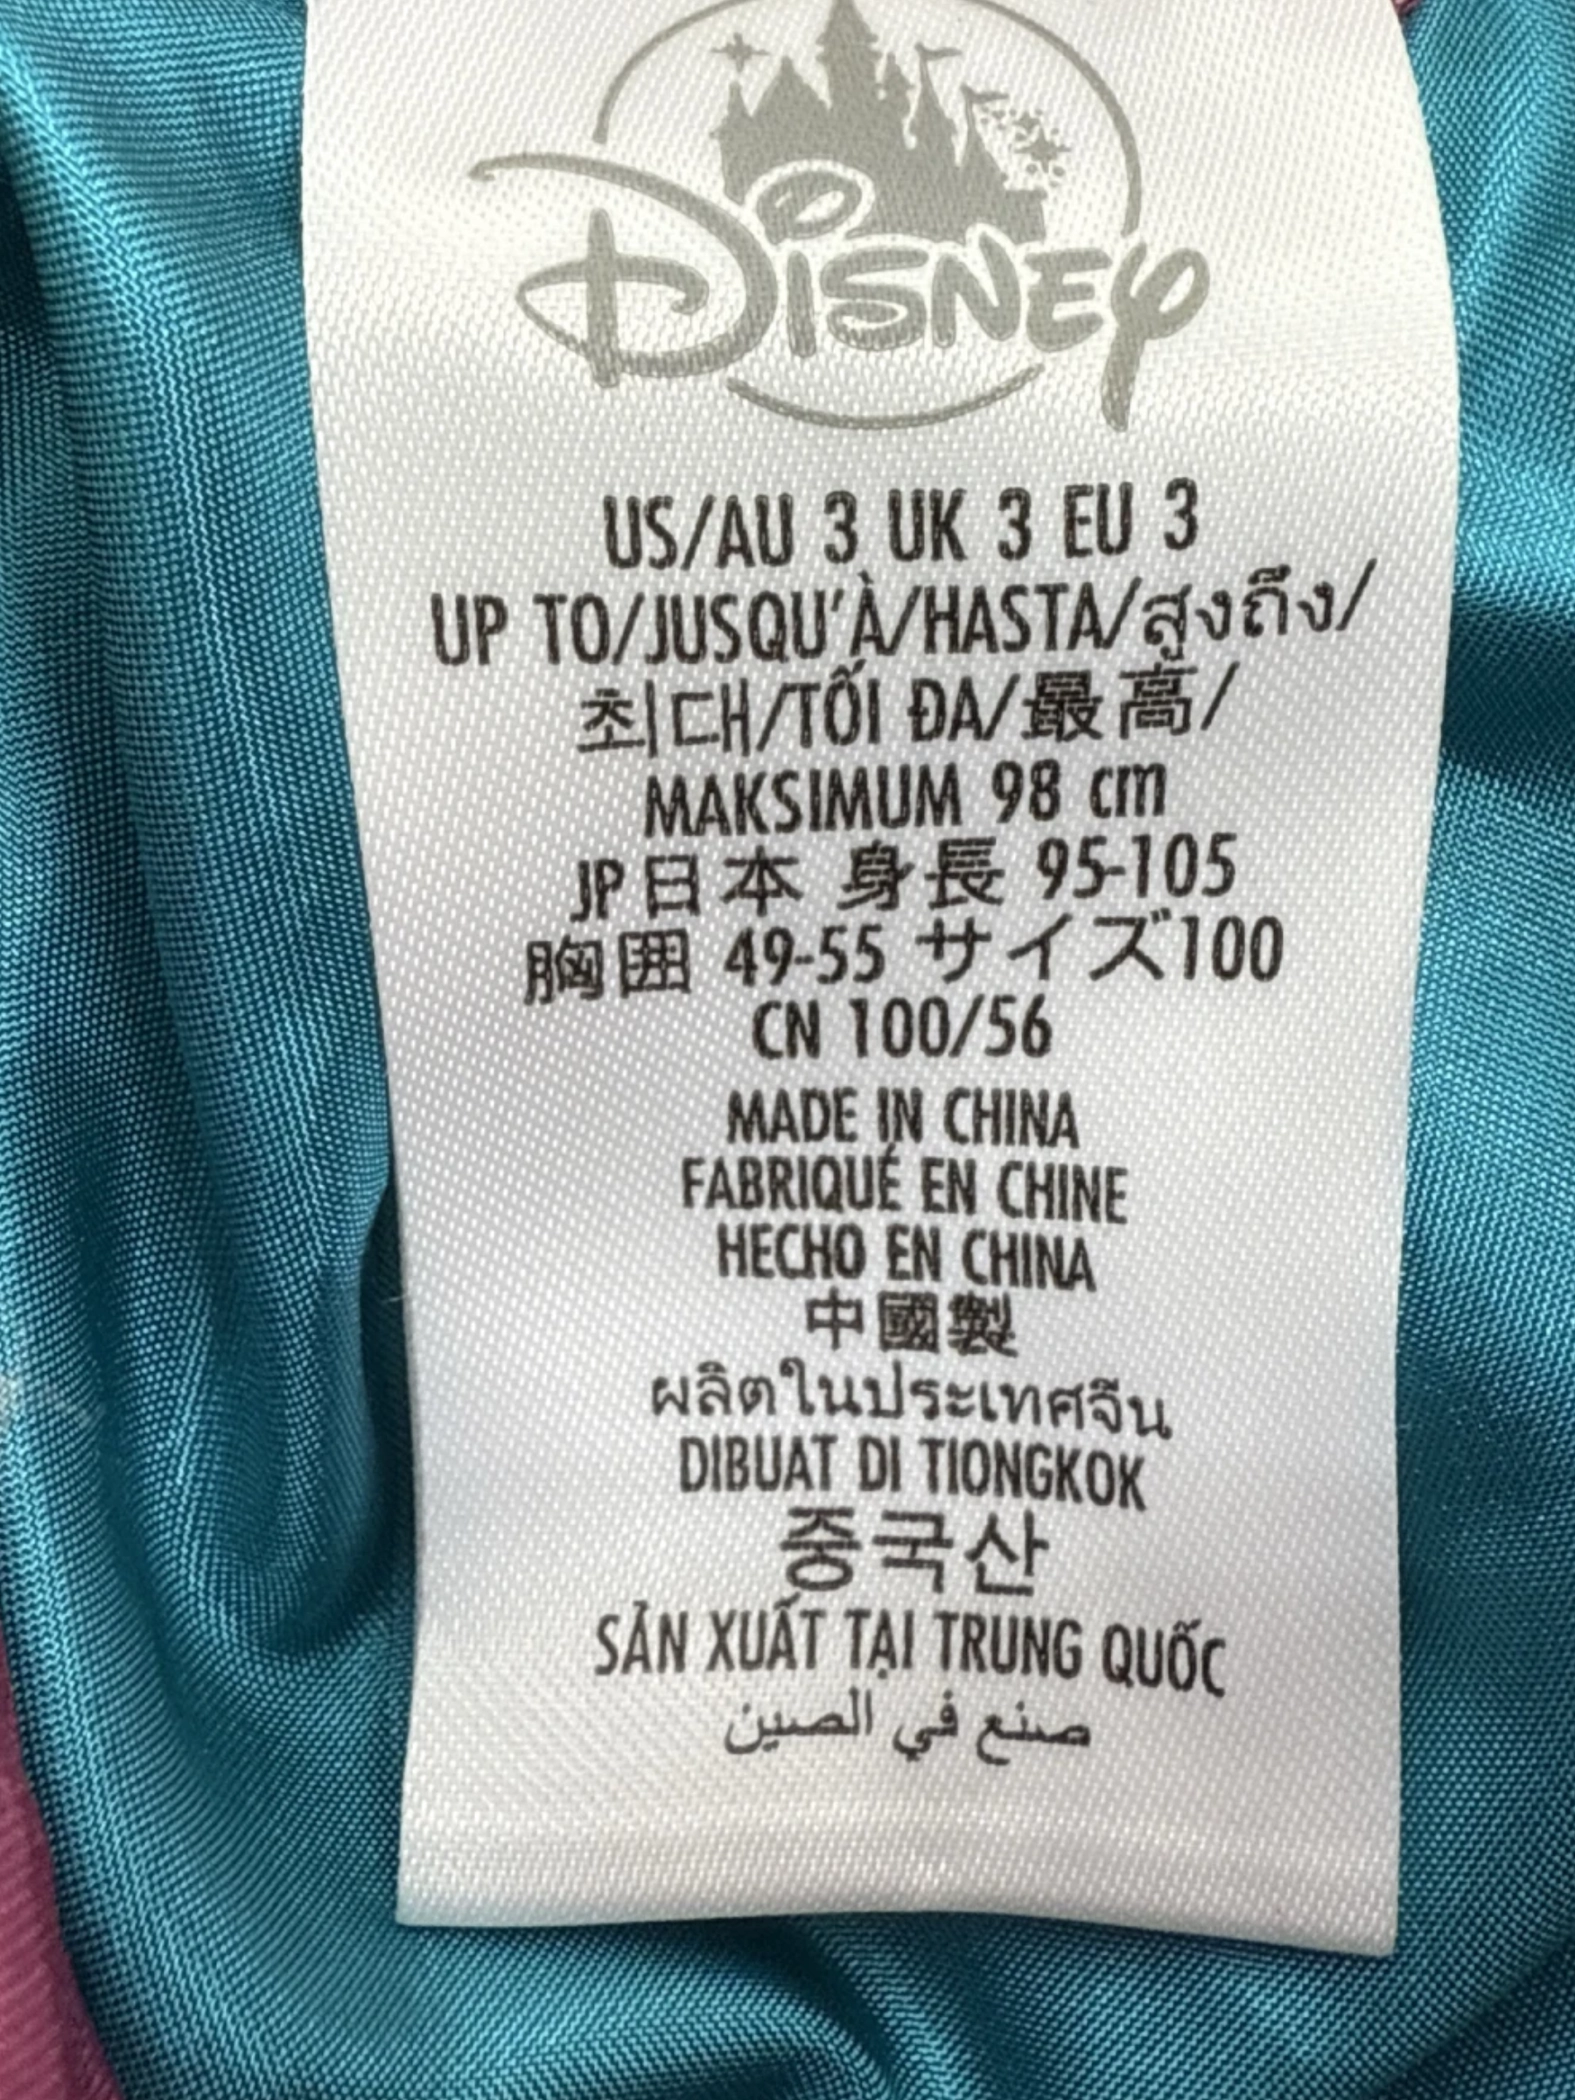 Disney
US/AU 3 UK 3 EU 3
UP TO/JUSQU'À/HASTA/สูงถึง/
최대/TỐI ĐA/最高/
MAKSIMUM 98 cm
JP日本 身長 95-105
胸囲 49-55 サイズ100
CN 100/56
MADE IN CHINA
FABRIQUÉ EN CHINE
HECHO EN CHINA
中國製
ผลิตในประเทศจีน
DIBUAT DI TIONGKOK
중국산
SẢN XUẤT TẠI TRUNG QUỐC
صنع في الصين